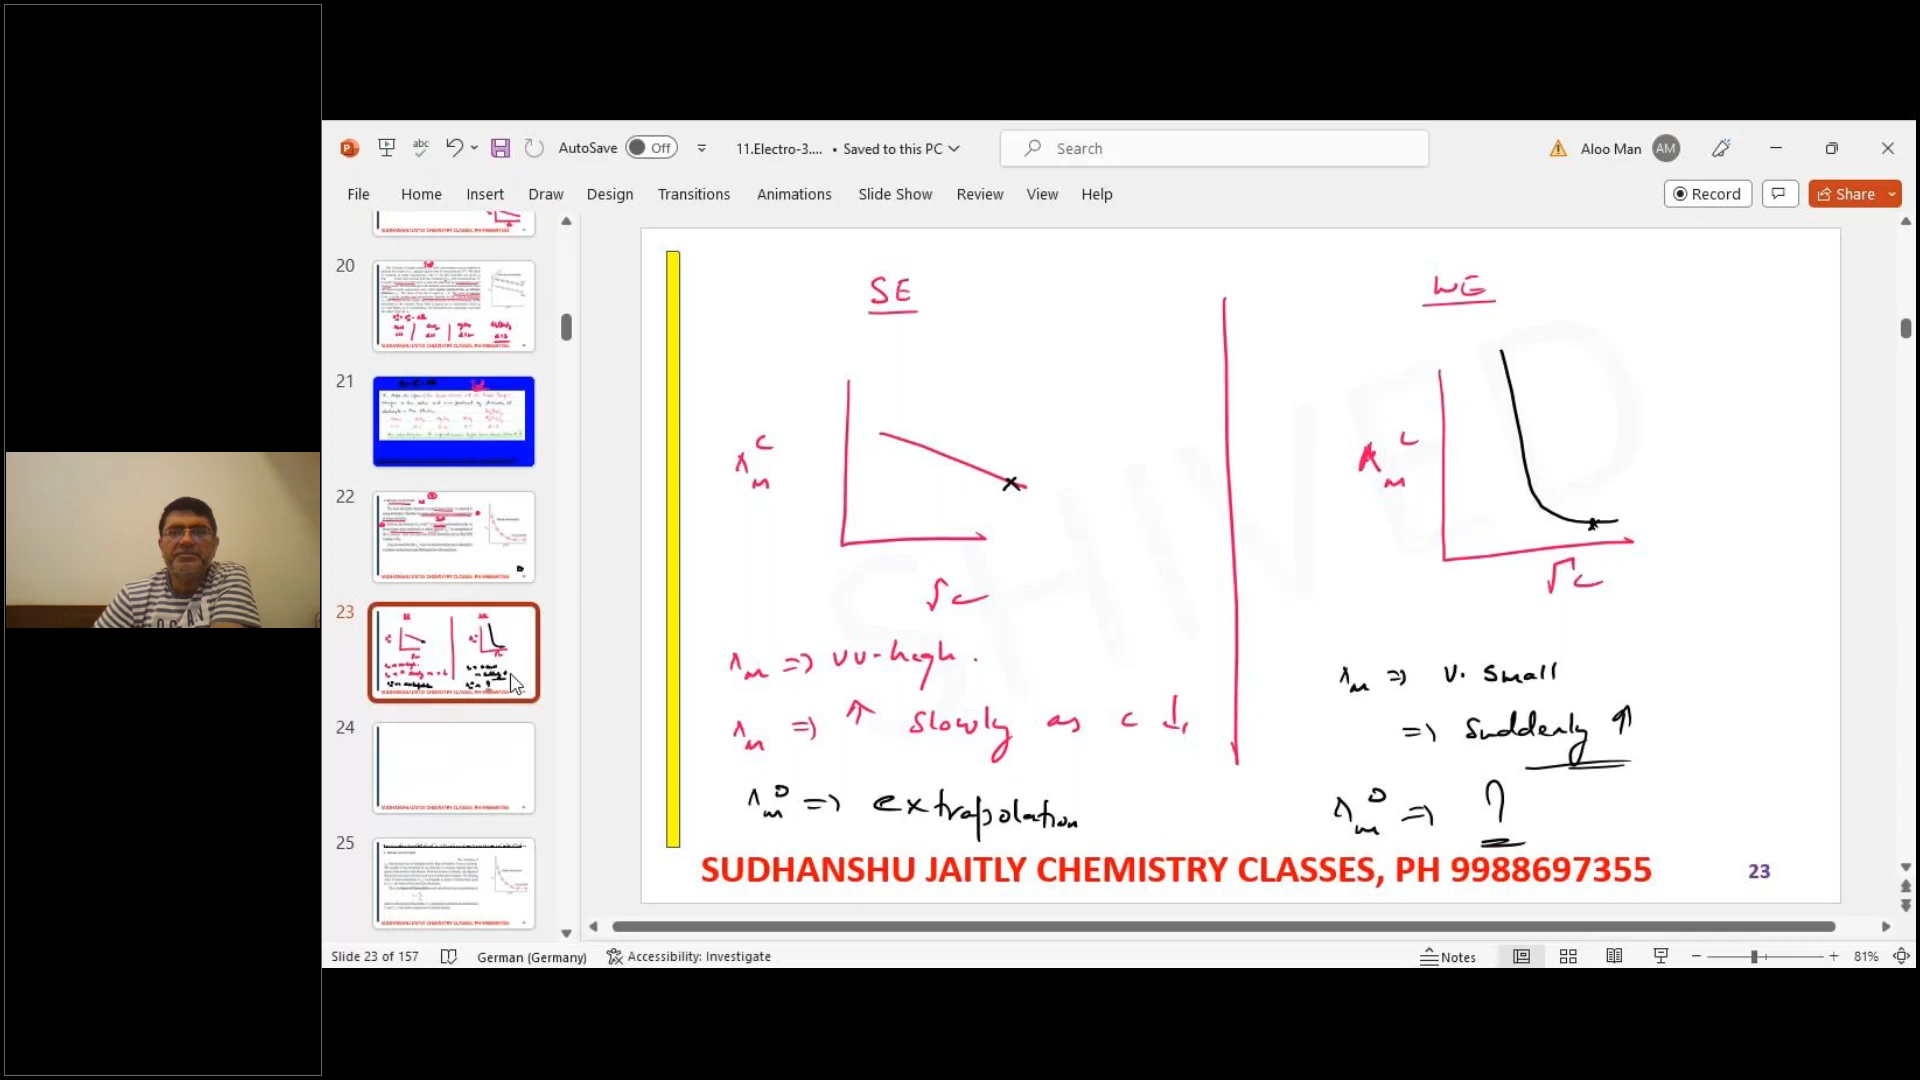 AutoSave Off 11.Electro-3.... • Saved to this PC Search Aloo Man AM
File Home Insert Draw Design Transitions Animations Slide Show Review View Help Record Share
20
21
22
23
24
25
SE
WE
Λm^c
√c
Λm^c
√c
Λm => vv-high.
Λm => ↑ slowly as c ↓
Λm° => extrapolation
Λm => v. small
=> Suddenly ↑
Λm° => ?
SHIVED
SUDHANSHU JAITLY CHEMISTRY CLASSES, PH 9988697355
23
Slide 23 of 157 German (Germany) Accessibility: Investigate Notes 81%